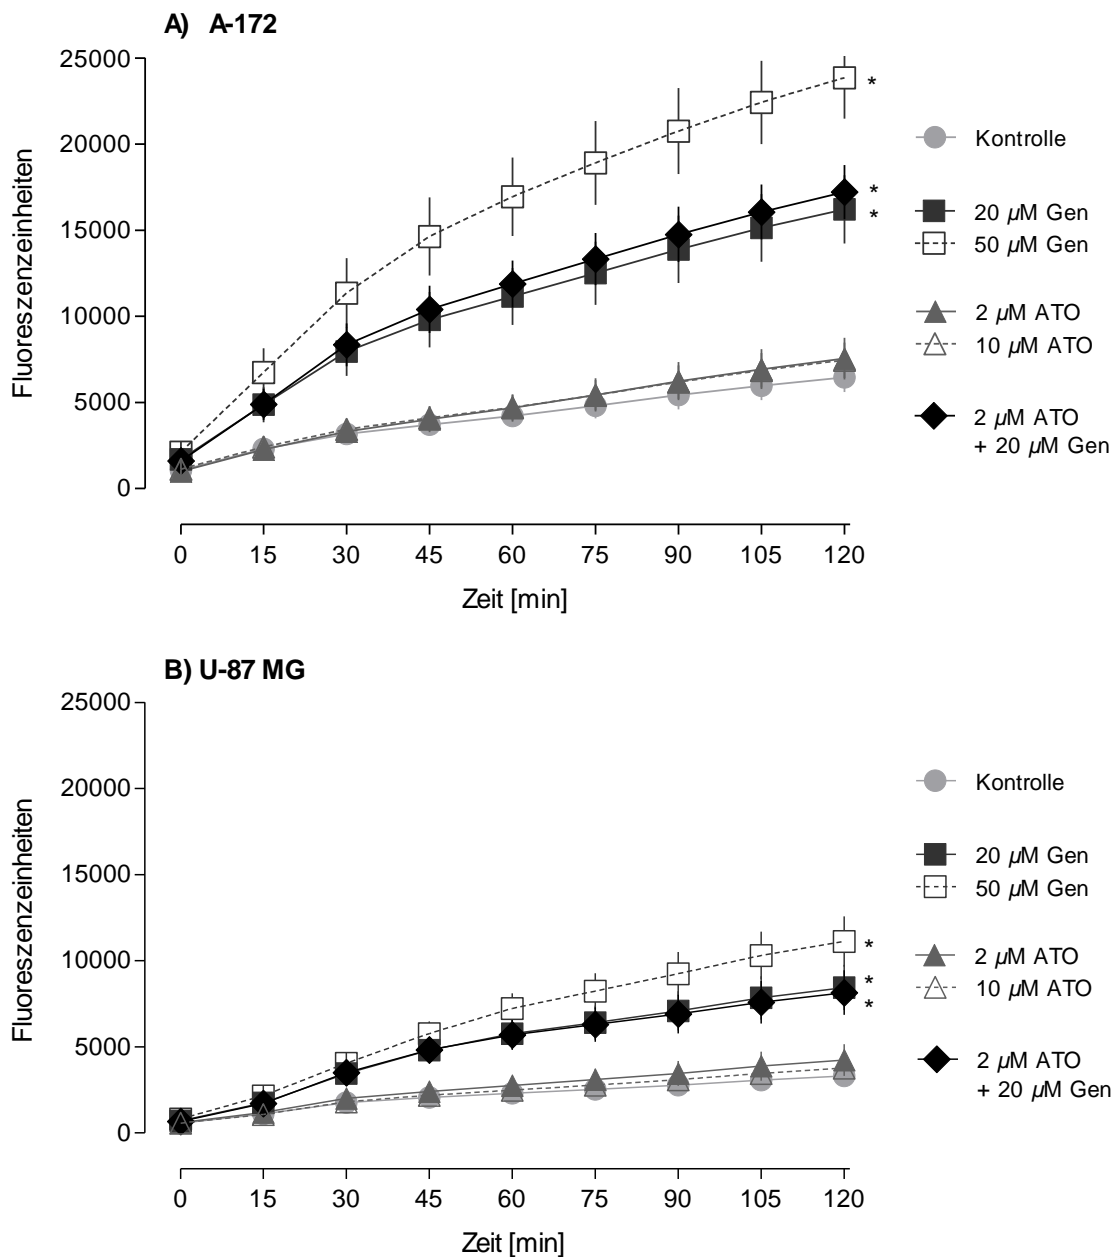 A) A-172
25000
20000
15000
10000
5000
0
Fluoreszenzeinheiten
0 15 30 45 60 75 90 105 120
Zeit [min]
*
*
*
Kontrolle
20 µM Gen
50 µM Gen
2 µM ATO
10 µM ATO
2 µM ATO
+ 20 µM Gen
B) U-87 MG
25000
20000
15000
10000
5000
0
Fluoreszenzeinheiten
0 15 30 45 60 75 90 105 120
Zeit [min]
*
*
*
Kontrolle
20 µM Gen
50 µM Gen
2 µM ATO
10 µM ATO
2 µM ATO
+ 20 µM Gen